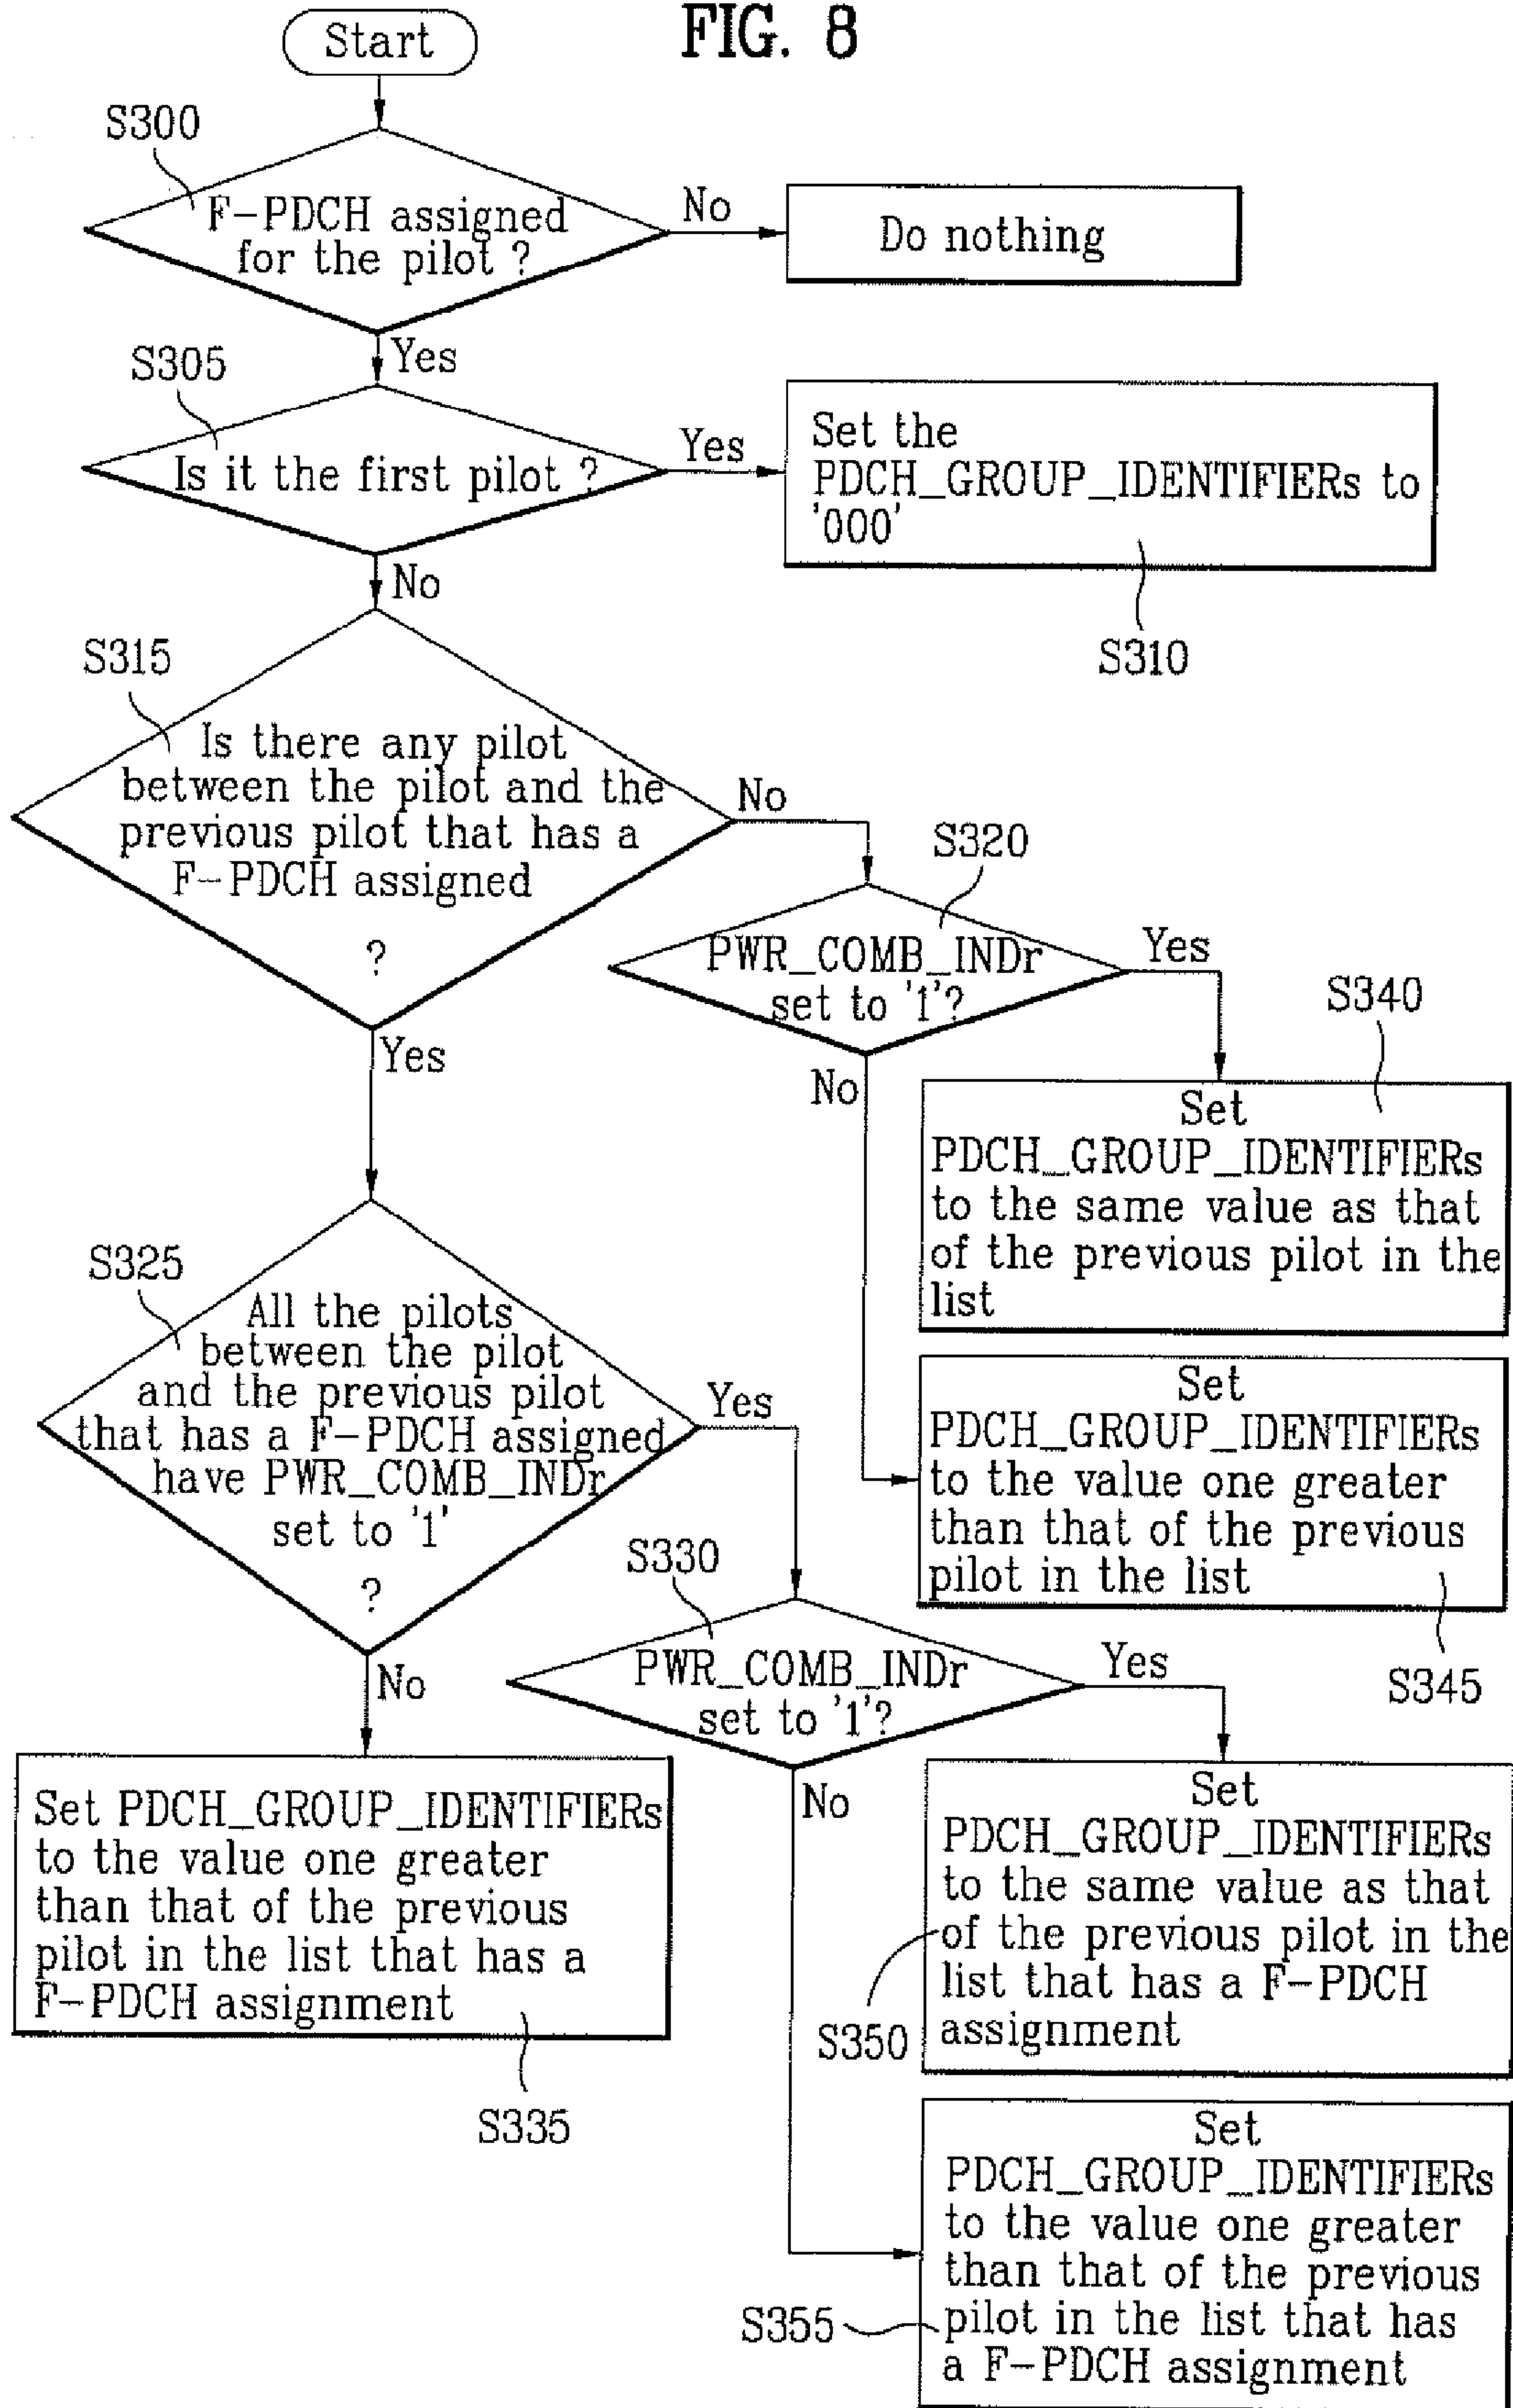 FIG. 8
Start
S300
F-PDCH assigned
for the pilot ?
No
Do nothing
Yes
S305
Is it the first pilot ?
Yes
Set the
PDCH_GROUP_IDENTIFIERs to
'000'
S310
No
S315
Is there any pilot
between the pilot and the
previous pilot that has a
F-PDCH assigned
?
No
S320
PWR_COMB_INDr
set to '1'?
Yes
S340
Set
PDCH_GROUP_IDENTIFIERs
to the same value as that
of the previous pilot in the
list
No
Set
PDCH_GROUP_IDENTIFIERs
to the value one greater
than that of the previous
pilot in the list
S345
Yes
S325
All the pilots
between the pilot
and the previous pilot
that has a F-PDCH assigned
have PWR_COMB_INDr
set to '1'
?
Yes
S330
PWR_COMB_INDr
set to '1'?
Yes
No
Set PDCH_GROUP_IDENTIFIERs
to the value one greater
than that of the previous
pilot in the list that has a
F-PDCH assignment
S335
Set
PDCH_GROUP_IDENTIFIERs
to the same value as that
of the previous pilot in the
list that has a F-PDCH
assignment
S350
No
Set
PDCH_GROUP_IDENTIFIERs
to the value one greater
than that of the previous
pilot in the list that has
a F-PDCH assignment
S355